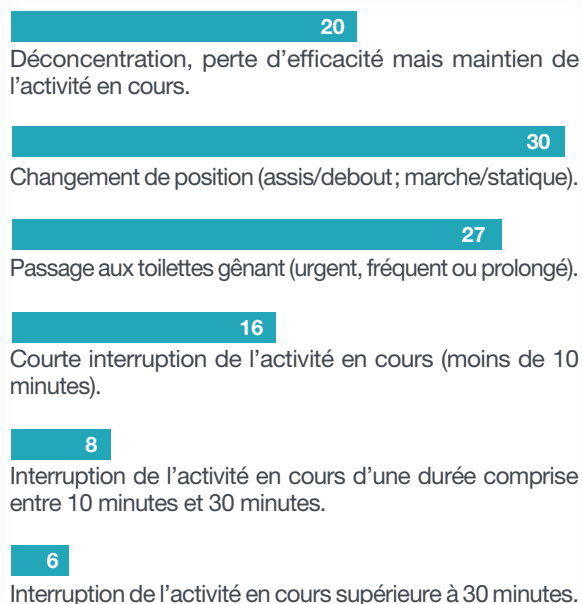 20
Déconcentration, perte d’efficacité mais maintien de
l’activité en cours.
30
Changement de position (assis/debout ; marche/statique).
27
Passage aux toilettes gênant (urgent, fréquent ou prolongé).
16
Courte interruption de l’activité en cours (moins de 10
minutes).
8
Interruption de l’activité en cours d’une durée comprise
entre 10 minutes et 30 minutes.
6
Interruption de l’activité en cours supérieure à 30 minutes.